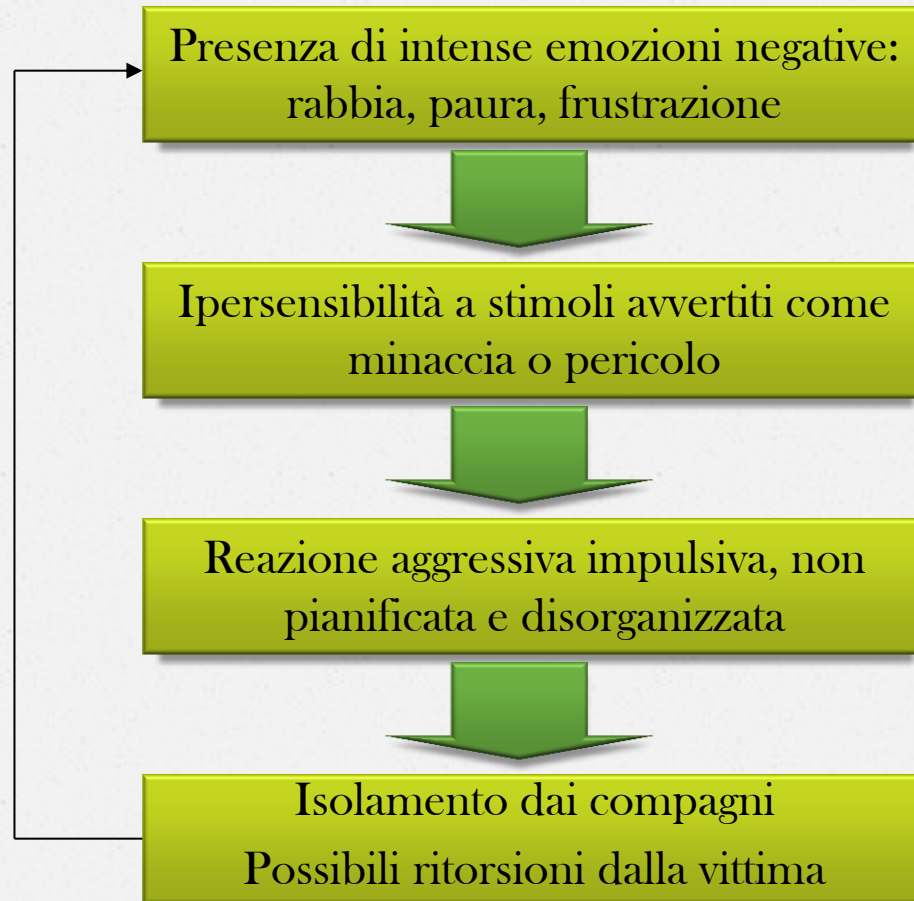 Presenza di intense emozioni negative:
rabbia, paura, frustrazione
Ipersensibilità a stimoli avvertiti come
minaccia o pericolo
Reazione aggressiva impulsiva, non
pianificata e disorganizzata
Isolamento dai compagni
Possibili ritorsioni dalla vittima